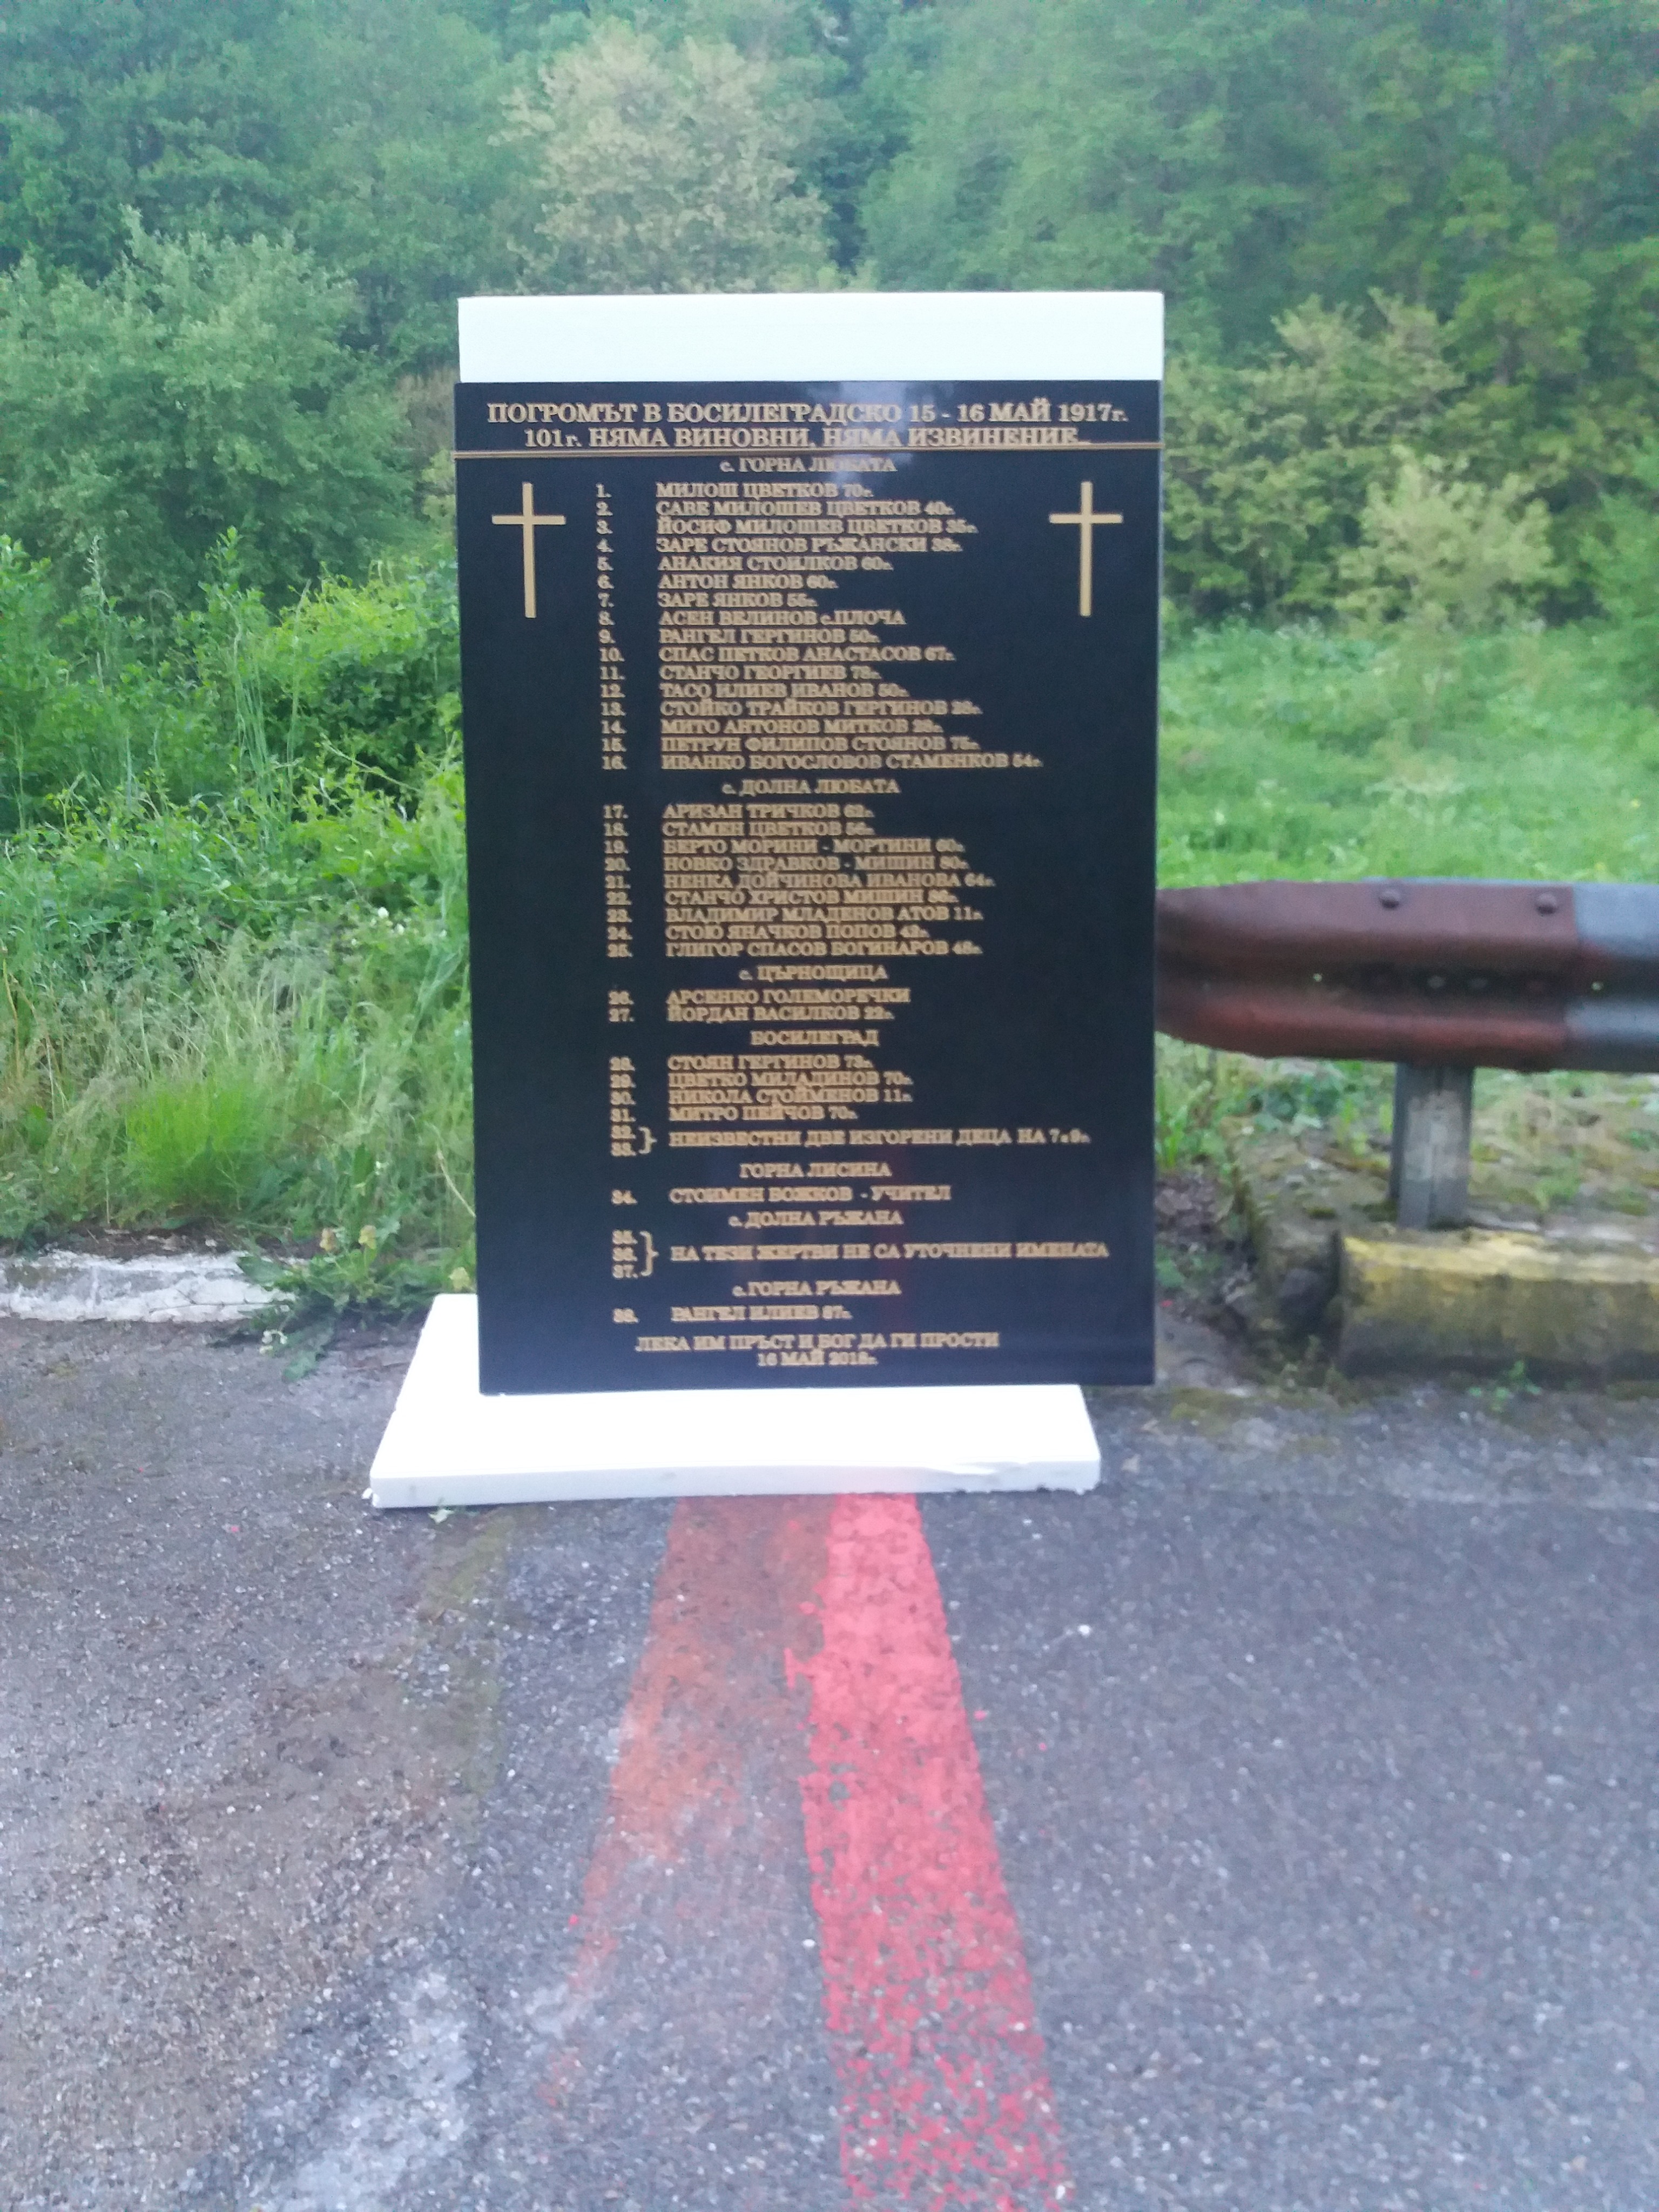 ПОГРОМЪТ В БОСИЛЕГРАДСКО 15 - 16 МАЙ 1917г.
101г. НЯМА ВИНОВНИ, НЯМА ИЗВИНЕНИЕ...
с. ГОРНА ЛЮБАТА
1. МИЛОШ ЦВЕТКОВ 70г.
2. САВЕ МИЛОШЕВ ЦВЕТКОВ 40г.
3. ЙОСИФ МИЛОШЕВ ЦВЕТКОВ 35г.
4. ЗАРЕ СТОЯНОВ РЪЖАНСКИ 38г.
5. АНАКИЯ СТОИЛКОВ 60г.
6. АНТОН ЯНКОВ 60г.
7. ЗАРЕ ЯНКОВ 55г.
8. АСЕН ВЕЛИНОВ с.ПЛОЧА
9. РАНГЕЛ ГЕРГИНОВ 50г.
10. СПАС ПЕТКОВ АНАСТАСОВ 67г.
11. СТАНЧО ГЕОРГИЕВ 78г.
12. ТАСО ИЛИЕВ ИВАНОВ 50г.
13. СТОЙКО ТРАЙКОВ ГЕРГИНОВ 28г.
14. МИТО АНТОНОВ МИТКОВ 28г.
15. ПЕТРУН ФИЛИПОВ СТОЯНОВ 75г.
16. ИВАНКО БОГОСЛОВОВ СТАМЕНКОВ 54г.
с. ДОЛНА ЛЮБАТА
17. АРИЗАН ТРИЧКОВ 62г.
18. СТАМЕН ЦВЕТКОВ 56г.
19. БЕРТО МОРИНИ - МОРТИНИ 60г.
20. НОВКО ЗДРАВКОВ - МИШИН 80г.
21. НЕНКА ДОЙЧИНОВА ИВАНОВА 64г.
22. СТАНЧО ХРИСТОВ МИШИН 86г.
23. ВЛАДИМИР МЛАДЕНОВ АТОВ 11г.
24. СТОЮ ЯНАЧКОВ ПОПОВ 43г.
25. ГЛИГОР СПАСОВ БОГИНАРОВ 48г.
с. ЦЪРНОЩИЦА
26. АРСЕНКО ГОЛЕМОРЕЧКИ
27. ЙОРДАН ВАСИЛКОВ 22г.
БОСИЛЕГРАД
28. СТОЯН ГЕРГИНОВ 73г.
29. ЦВЕТКО МИЛАДИНОВ 70г.
30. НИКОЛА СТОЙМЕНОВ 11г.
31. МИТРО ПЕЙЧОВ 70г.
32.
33. } НЕИЗВЕСТНИ ДВЕ ИЗГОРЕНИ ДЕЦА НА 7 и 9г.
ГОРНА ЛИСИНА
34. СТОИМЕН БОЖКОВ - УЧИТЕЛ
с. ДОЛНА РЪЖАНА
35.
36. } НА ТЕЗИ ЖЕРТВИ НЕ СА УТОЧНЕНИ ИМЕНАТА
37.
с. ГОРНА РЪЖАНА
38. РАНГЕЛ ИЛИЕВ
ЛЕКА ИМ ПРЪСТ И БОГ ДА ГИ ПРОСТИ
16 МАЙ 2018г.